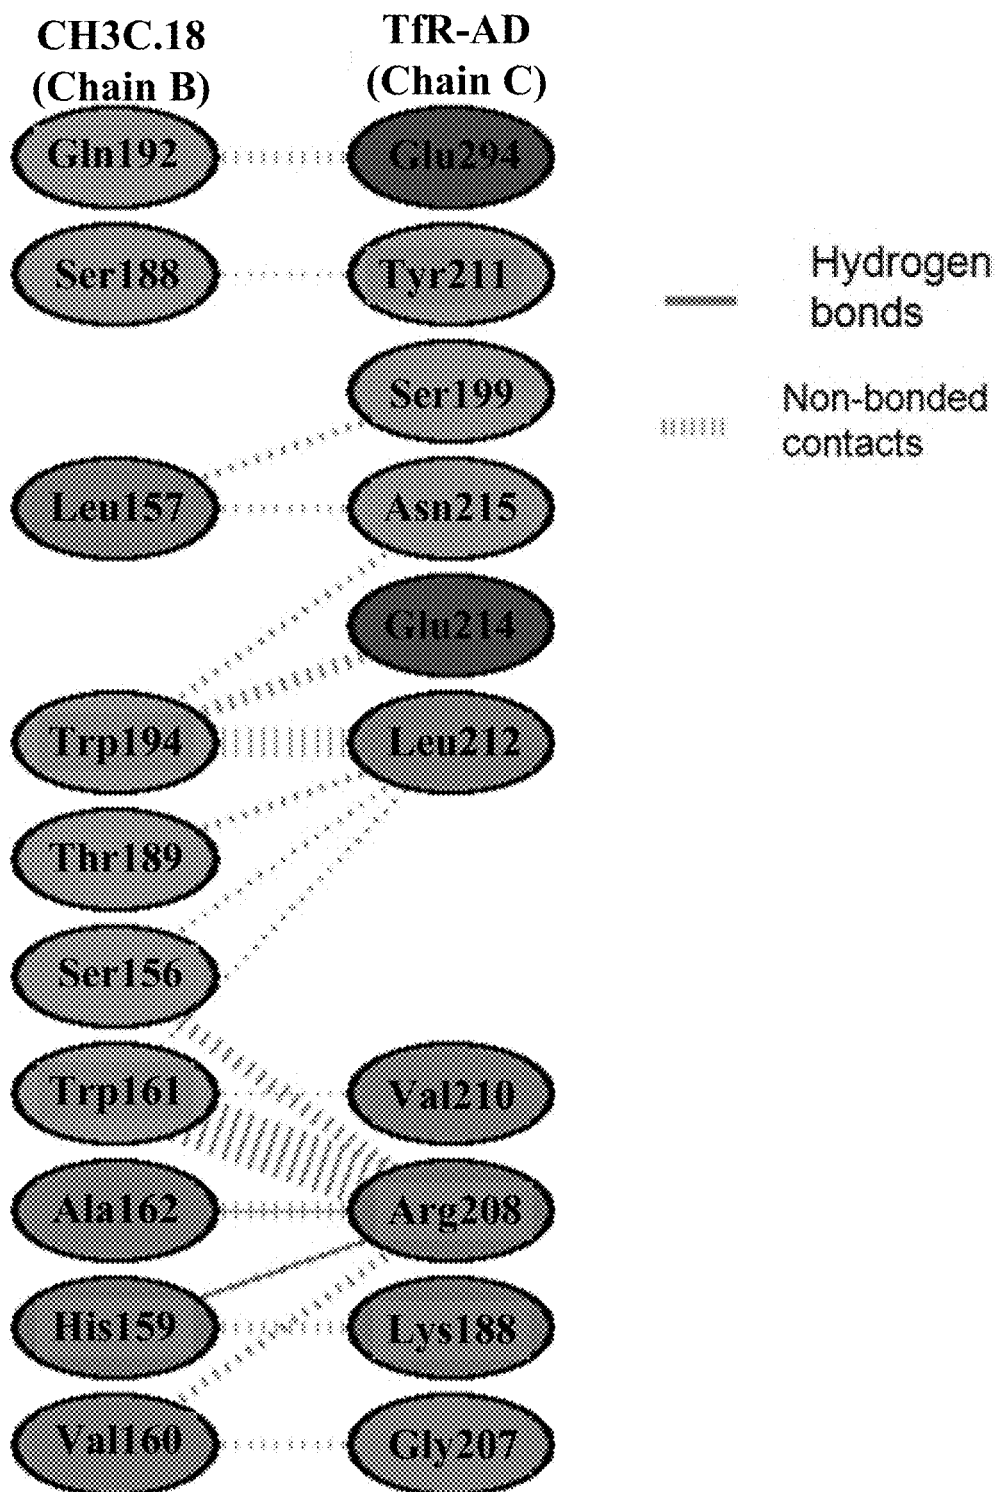 CH3C.18
(Chain B)
TfR-AD
(Chain C)
Gln192
Glu294
Ser188
Tyr211
Ser199
Leu157
Asn215
Glu214
Trp194
Leu212
Thr189
Ser156
Trp161
Val210
Ala162
Arg208
His159
Lys188
Val160
Gly207
Hydrogen
bonds
Non-bonded
contacts